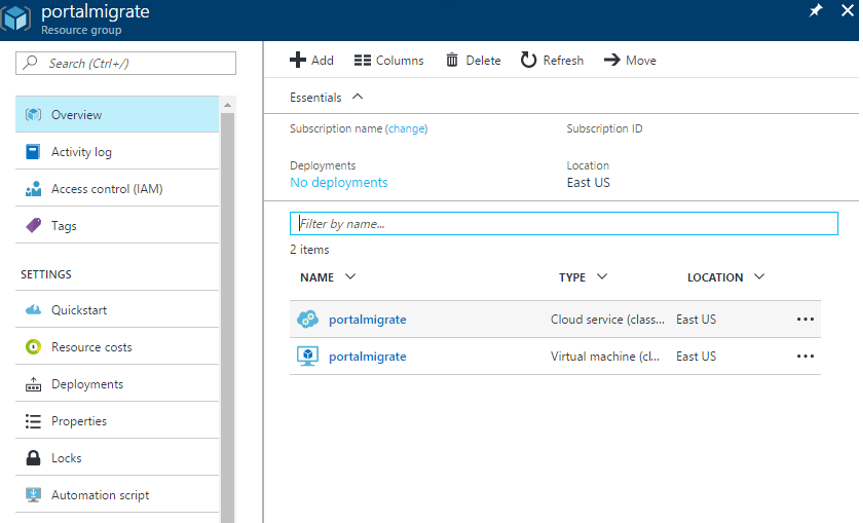 portalmigrate
Resource group
Search (Ctrl+/)
Overview
Activity log
Access control (IAM)
Tags
SETTINGS
Quickstart
Resource costs
Deployments
Properties
Locks
Automation script
Add Columns Delete Refresh Move
Essentials
Subscription name (change) Subscription ID
Deployments Location
No deployments East US
Filter by name...
2 items
NAME TYPE LOCATION
portalmigrate Cloud service (class... East US ...
portalmigrate Virtual machine (cl... East US ...